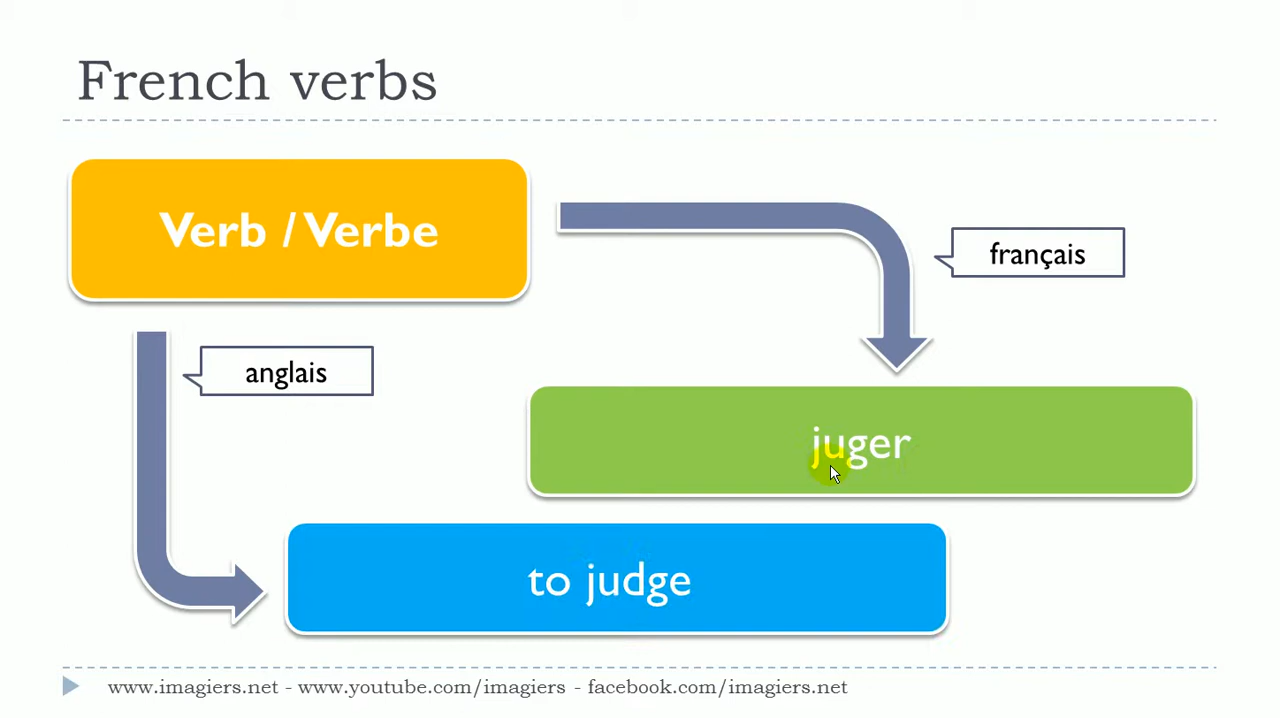 French verbs
Verb / Verbe
français
anglais
juger
to judge
www.imagiers.net - www.youtube.com/imagiers - facebook.com/imagiers.net